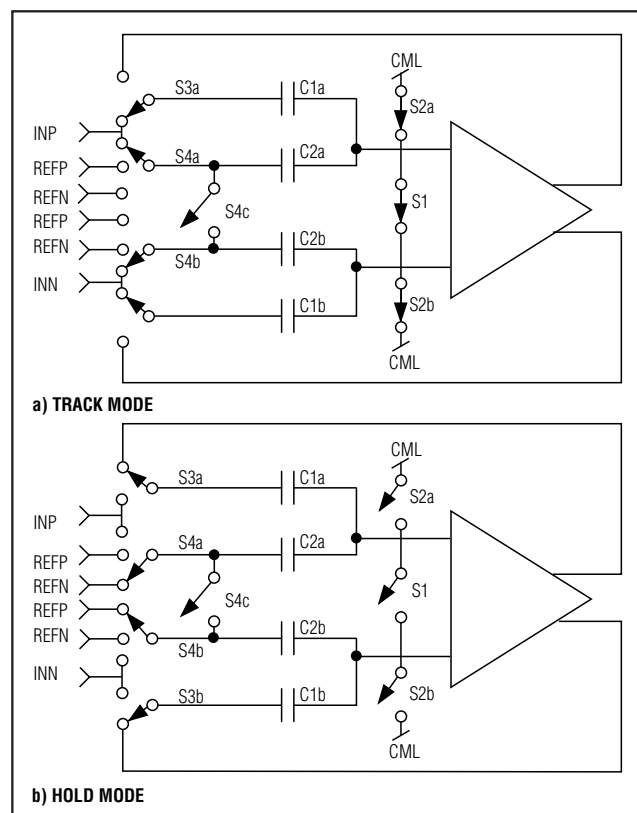 CML
S3a
C1a
S2a
INP
REFP
S4a
C2a
REFN
S1
REFP
S4c
REFN
C2b
S4b
INN
S2b
C1b
CML
a) TRACK MODE
CML
S3a
C1a
S2a
INP
REFP
S4a
C2a
REFN
S4c
S1
REFP
REFN
C2b
S4b
INN
S2b
S3b
C1b
CML
b) HOLD MODE